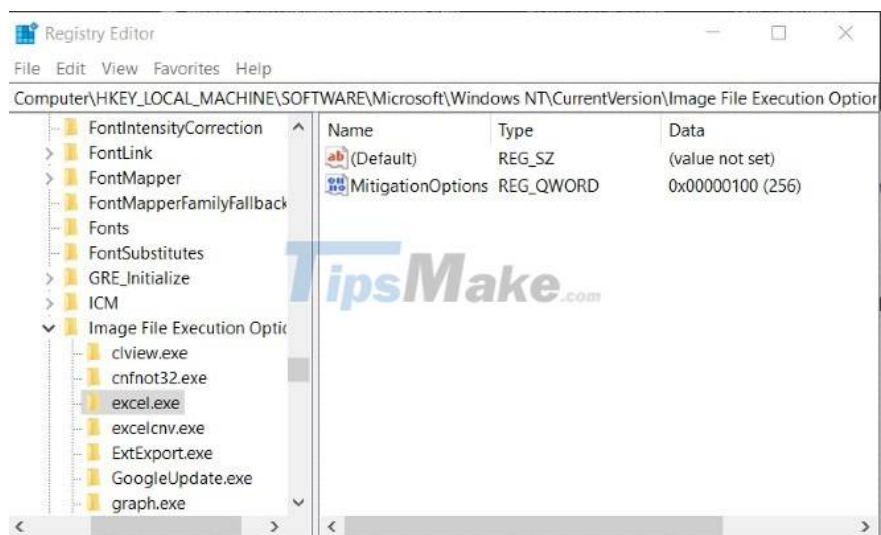 Registry Editor
File Edit View Favorites Help
Computer\HKEY_LOCAL_MACHINE\SOFTWARE\Microsoft\Windows NT\CurrentVersion\Image File Execution Option
FontIntensityCorrection
FontLink
FontMapper
FontMapperFamilyFallback
Fonts
FontSubstitutes
GRE_Initialize
ICM
Image File Execution Optic
clview.exe
cnfnot32.exe
excel.exe
excelcnv.exe
ExtExport.exe
GoogleUpdate.exe
graph.exe
Name Type Data
(Default) REG_SZ (value not set)
MitigationOptions REG_QWORD 0x00000100 (256)
TipsMake.com